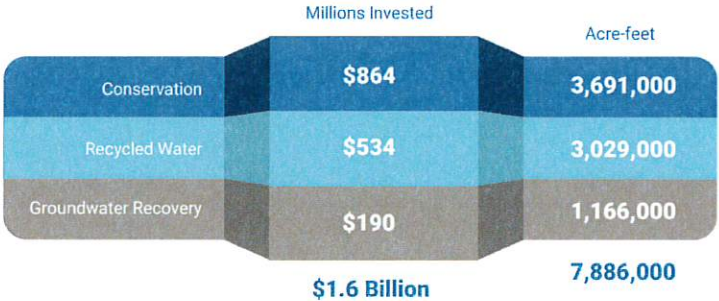 Millions Invested
Acre-feet
Conservation $864 3,691,000
Recycled Water $534 3,029,000
Groundwater Recovery $190 1,166,000
$1.6 Billion 7,886,000